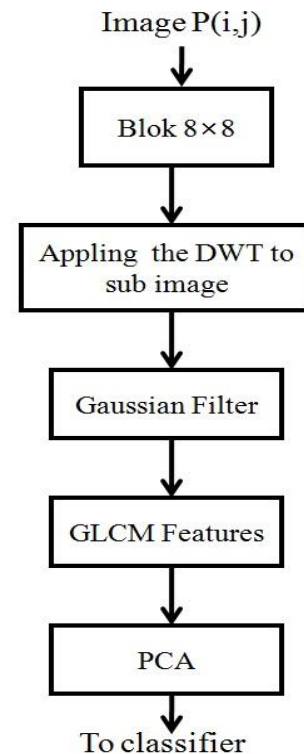 Image P(i,j)
Blok 8×8
Appling the DWT to
sub image
Gaussian Filter
GLCM Features
PCA
To classifier